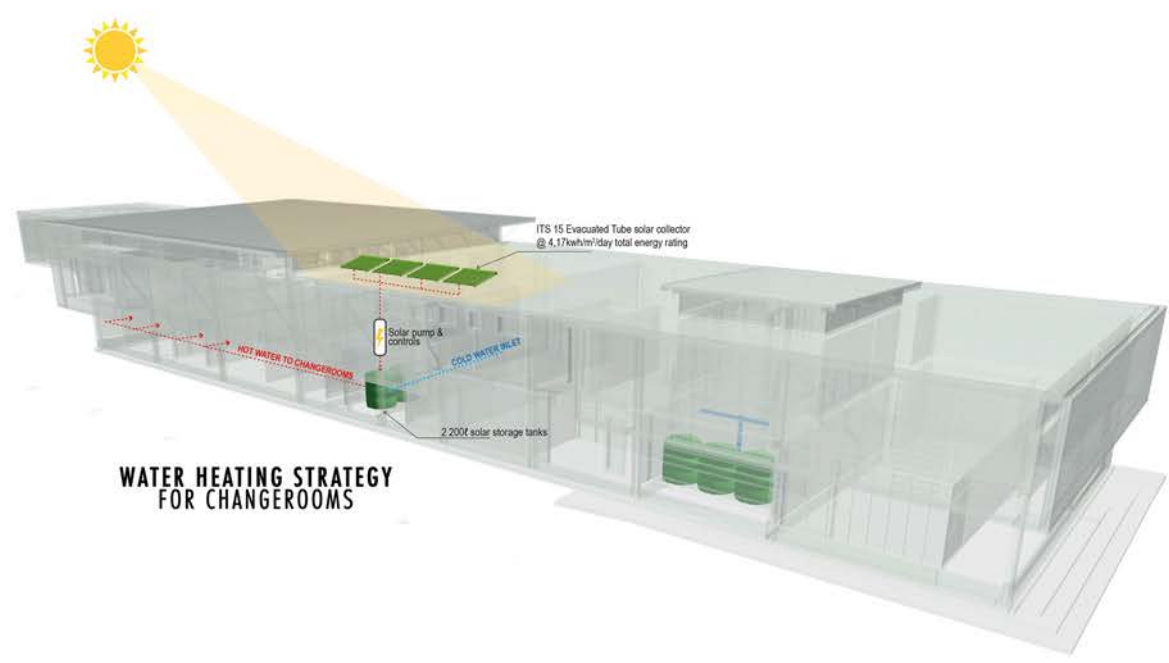 ITS 15 Evacuated Tube solar collector
@ 4,17kwh/m²/day total energy rating
Solar pump &
controls
HOT WATER TO CHANGEROOMS
COLD WATER INLET
2 200ℓ solar storage tanks
WATER HEATING STRATEGY
FOR CHANGEROOMS